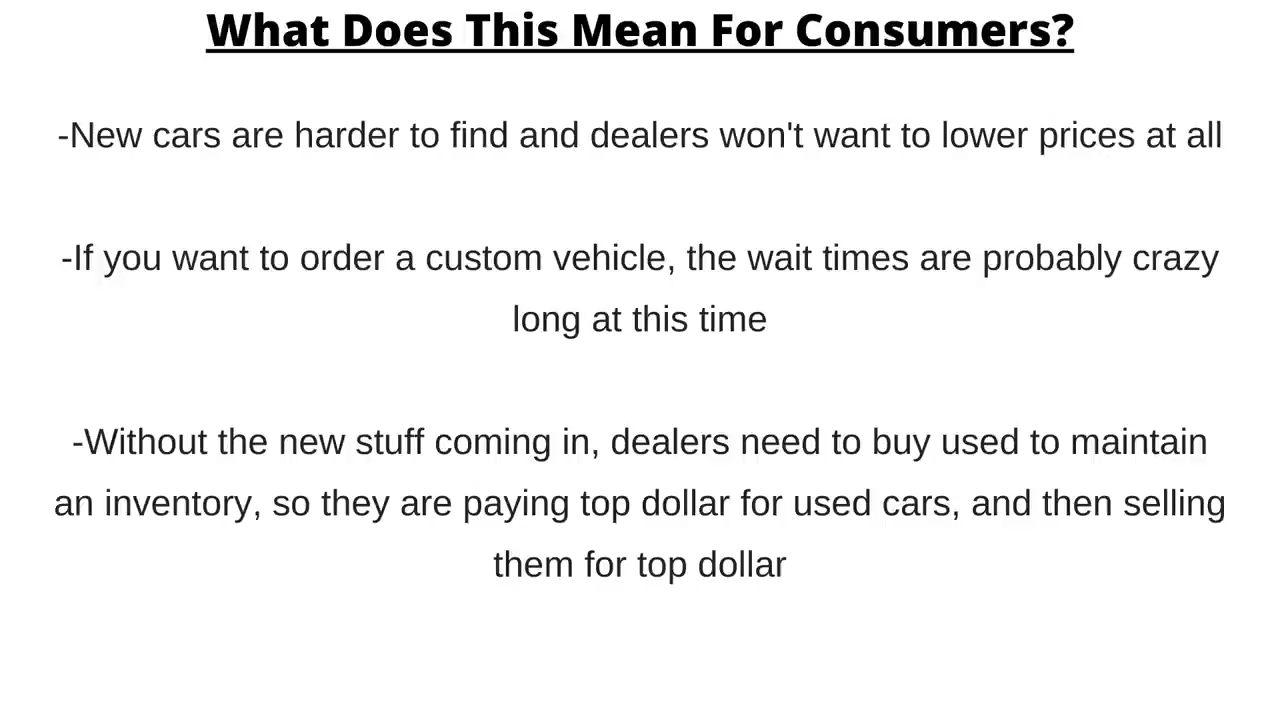 What Does This Mean For Consumers?
-New cars are harder to find and dealers won't want to lower prices at all
-If you want to order a custom vehicle, the wait times are probably crazy
long at this time
-Without the new stuff coming in, dealers need to buy used to maintain
an inventory, so they are paying top dollar for used cars, and then selling
them for top dollar